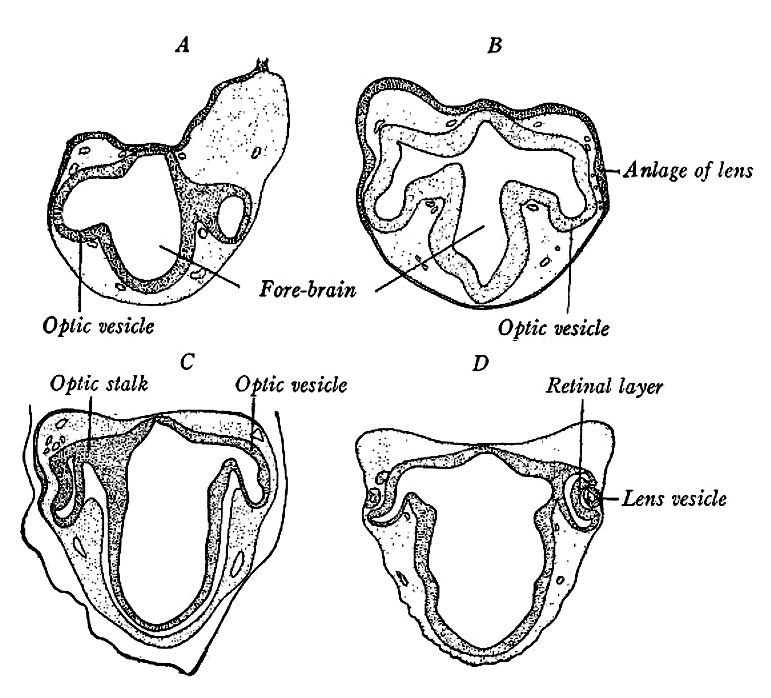 A
B
Anlage of lens
Fore-brain
Optic vesicle
Optic vesicle
C
D
Optic stalk
Optic vesicle
Retinal layer
Lens vesicle